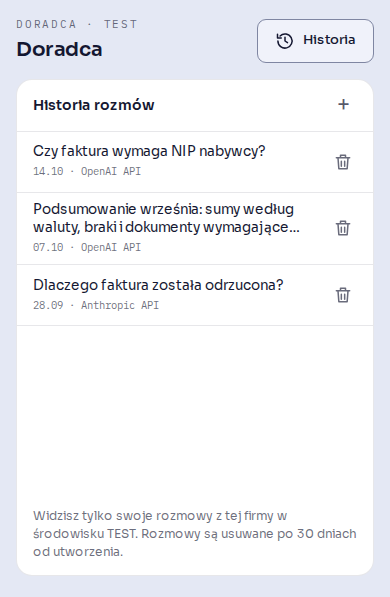 DORADCA · TEST
Doradca
Historia
Historia rozmów
+
Czy faktura wymaga NIP nabywcy?
14.10 · OpenAI API
Podsumowanie września: sumy według
waluty, braki i dokumenty wymagające…
07.10 · OpenAI API
Dlaczego faktura została odrzucona?
28.09 · Anthropic API
Widzisz tylko swoje rozmowy z tej firmy w
środowisku TEST. Rozmowy są usuwane po 30 dniach
od utworzenia.